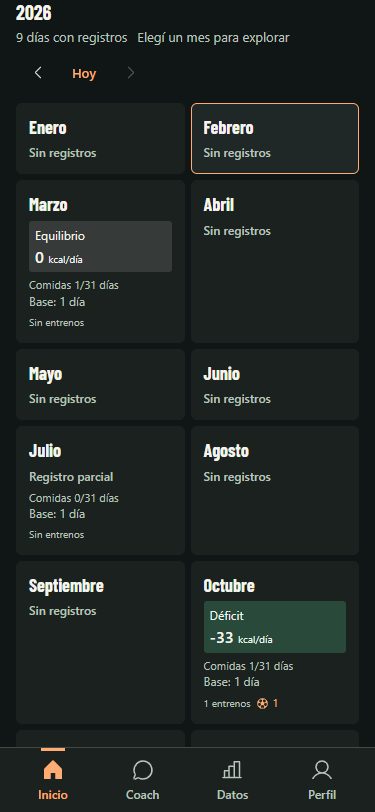 2026
9 días con registros Elegí un mes para explorar
Hoy
Enero
Sin registros
Febrero
Sin registros
Marzo
Equilibrio
0 kcal/día
Comidas 1/31 días
Base: 1 día
Sin entrenos
Abril
Sin registros
Mayo
Sin registros
Junio
Sin registros
Julio
Registro parcial
Comidas 0/31 días
Base: 1 día
Sin entrenos
Agosto
Sin registros
Septiembre
Sin registros
Octubre
Déficit
-33 kcal/día
Comidas 1/31 días
Base: 1 día
1 entrenos 1
Inicio
Coach
Datos
Perfil